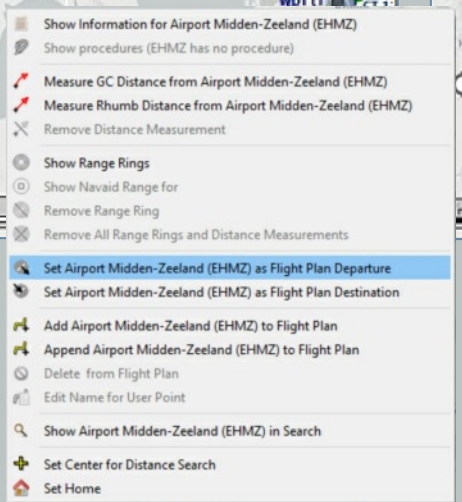 Show Information for Airport Midden-Zeeland (EHMZ)
Show procedures (EHMZ has no procedure)
Measure GC Distance from Airport Midden-Zeeland (EHMZ)
Measure Rhumb Distance from Airport Midden-Zeeland (EHMZ)
Remove Distance Measurement
Show Range Rings
Show Navaid Range for
Remove Range Ring
Remove All Range Rings and Distance Measurements
Set Airport Midden-Zeeland (EHMZ) as Flight Plan Departure
Set Airport Midden-Zeeland (EHMZ) as Flight Plan Destination
Add Airport Midden-Zeeland (EHMZ) to Flight Plan
Append Airport Midden-Zeeland (EHMZ) to Flight Plan
Delete from Flight Plan
Edit Name for User Point
Show Airport Midden-Zeeland (EHMZ) in Search
Set Center for Distance Search
Set Home